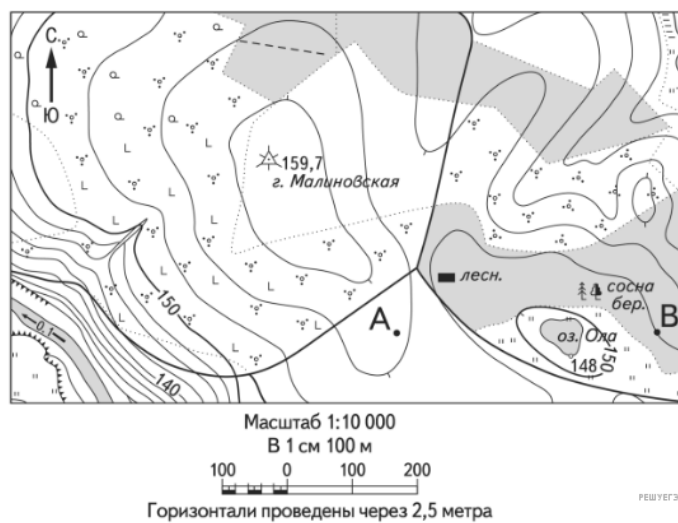 С
Ю
159,7
г. Малиновская
лесн.
сосна
бер.
А
В
оз. Ола
150
148
150
0,1
140
Масштаб 1:10 000
В 1 см 100 м
100 0 100 200
Горизонтали проведены через 2,5 метра